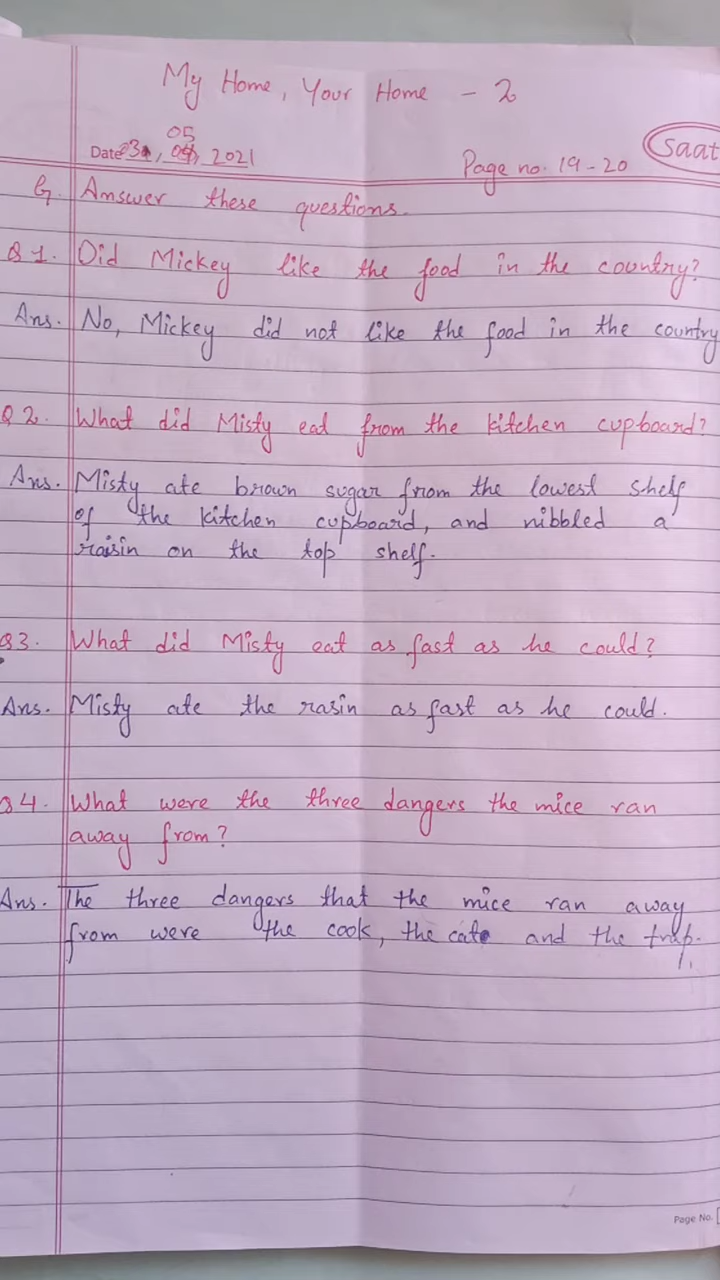 My Home, Your Home - 2
05
Date 3, 04, 2021
Page no. 19-20
Saat
G. Answer these questions.
Q1. Did Mickey like the food in the country?
Ans. No, Mickey did not like the food in the country
Q2. What did Misty eat from the kitchen cupboard?
Ans. Misty ate brown sugar from the lowest shelf
of the kitchen cupboard, and nibbled a
raisin on the top shelf.
Q3. What did Misty eat as fast as he could?
Ans. Misty ate the rasin as fast as he could.
Q4. What were the three dangers the mice ran
away from?
Ans. The three dangers that the mice ran away
from were the cook, the cat and the trap.
Page No.